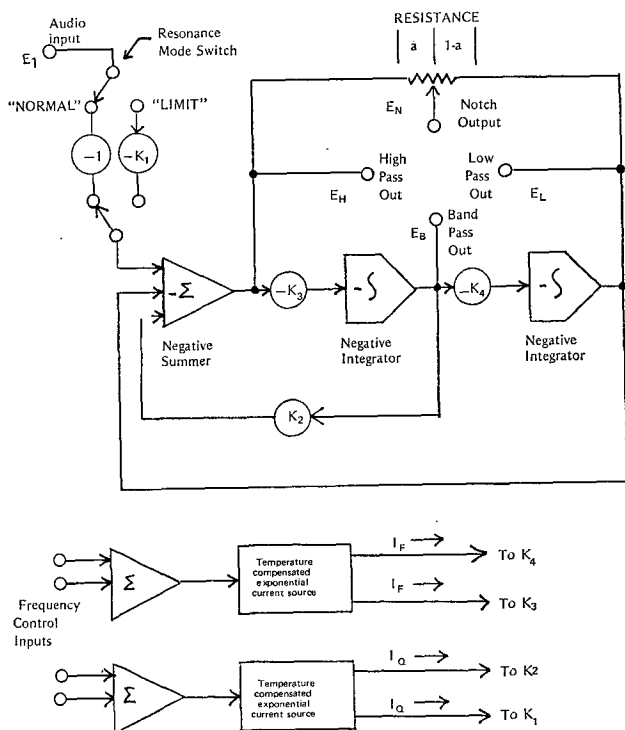 RESISTANCE
a 1-a
Audio
input
E1
Resonance
Mode Switch
"NORMAL"
"LIMIT"
EN
Notch
Output
-1
-K1
High
Pass
Out
EH
Low
Pass
Out
EL
EB
Band
Pass
Out
-Σ
-K3
-∫
-K4
-∫
Negative
Summer
Negative
Integrator
Negative
Integrator
K2
Frequency
Control
Inputs
Σ
Temperature
compensated
exponential
current source
IF
To K4
IF
To K3
Σ
Temperature
compensated
exponential
current source
IQ
To K2
IQ
To K1